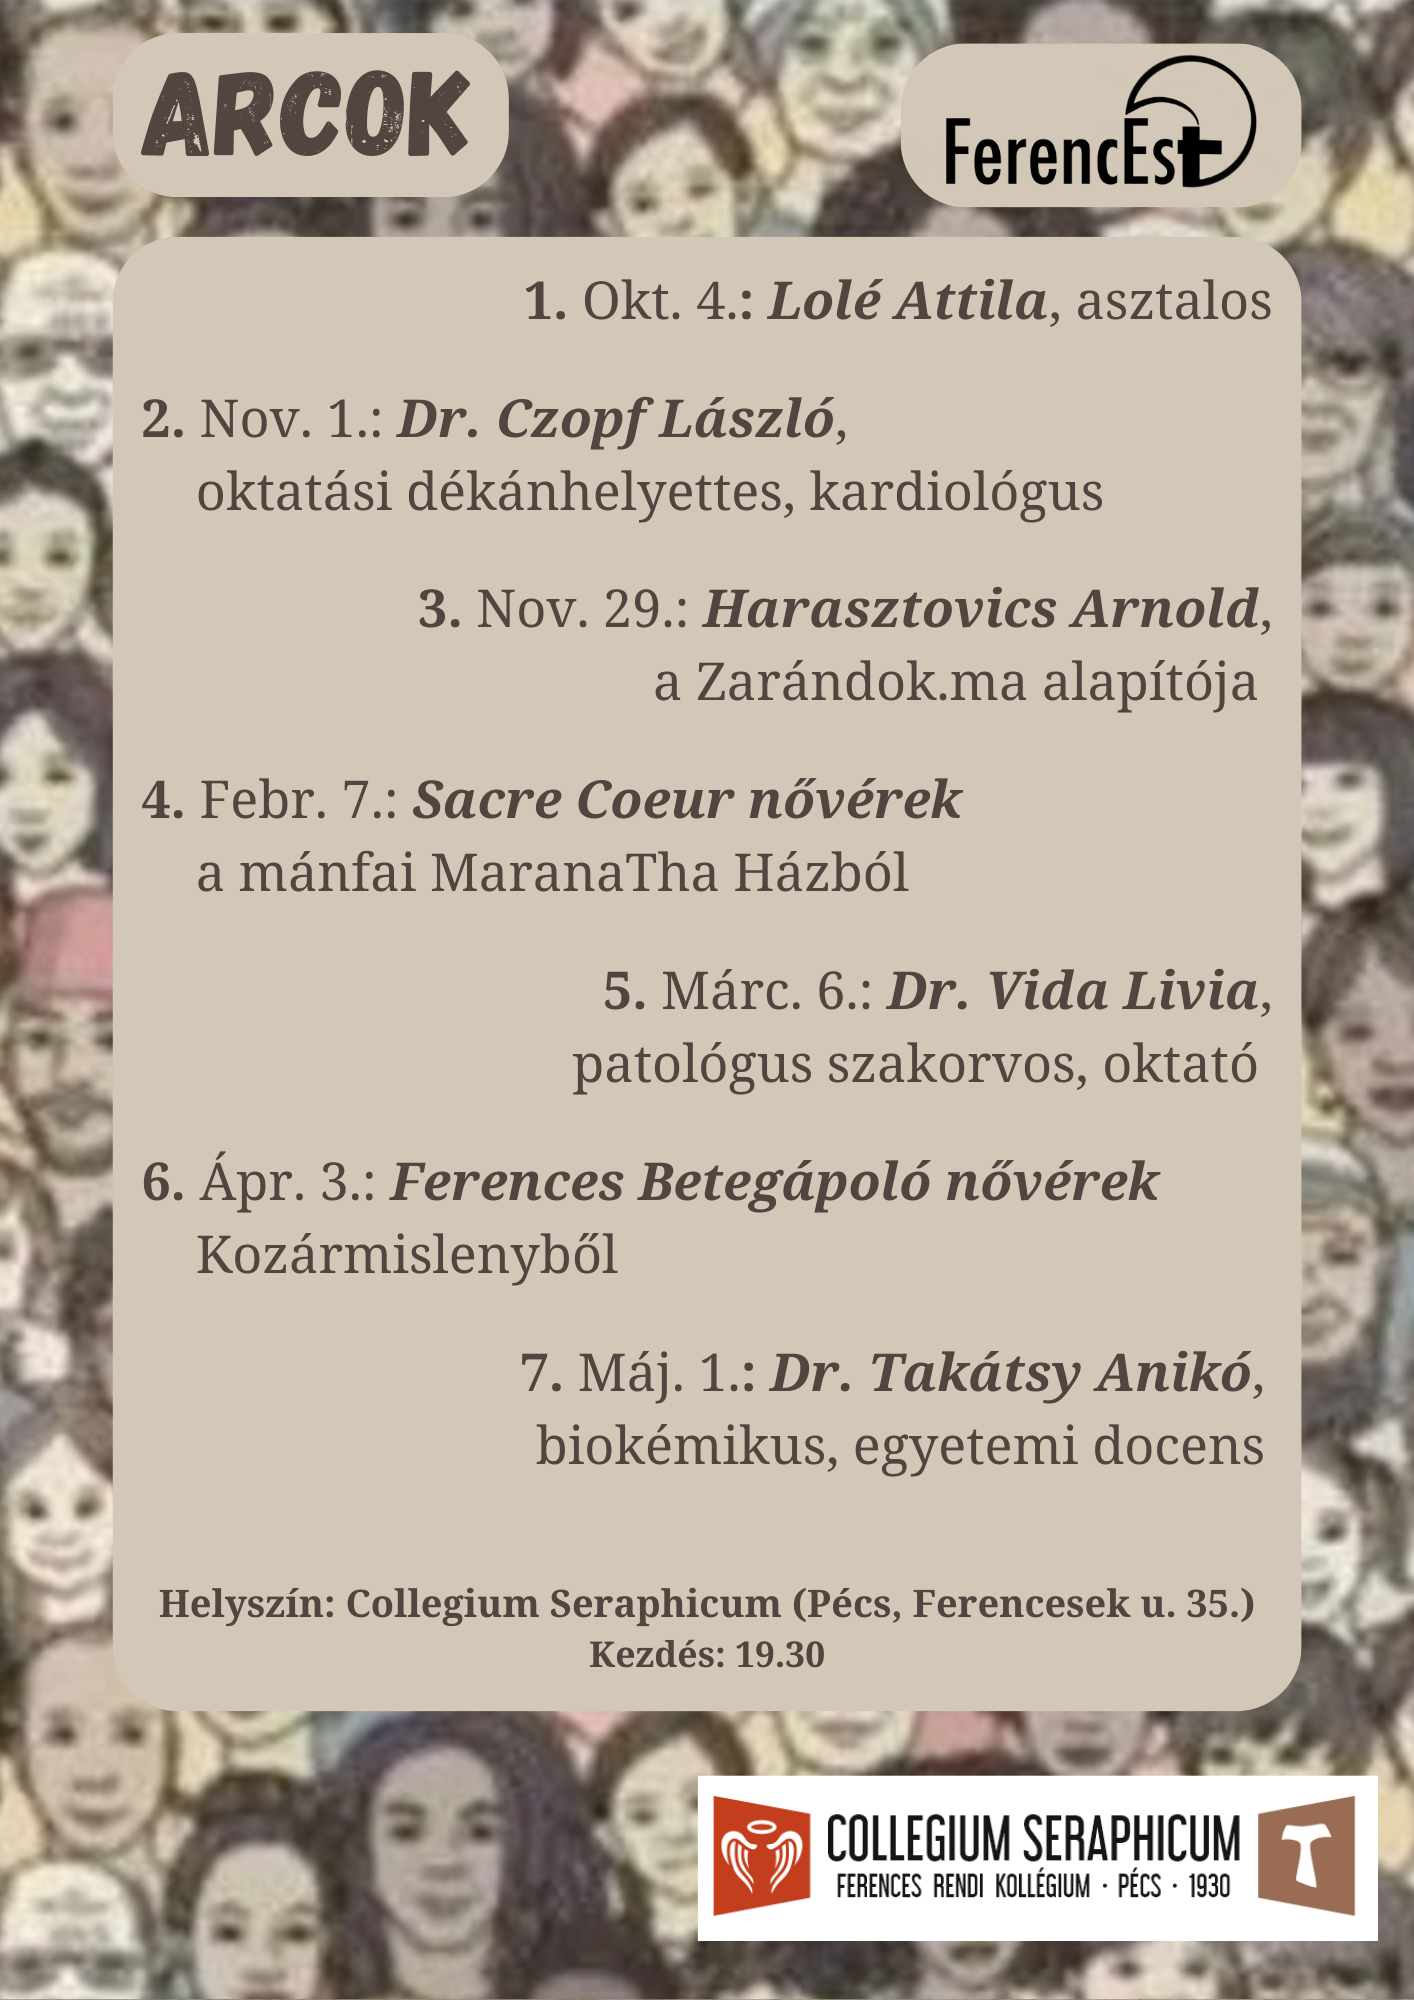 ARCOK
FerencEst
1. Okt. 4.: Lolé Attila, asztalos
2. Nov. 1.: Dr. Czopf László,
oktatási dékánhelyettes, kardiológus
3. Nov. 29.: Harasztovics Arnold,
a Zarándok.ma alapítója
4. Febr. 7.: Sacre Coeur nővérek
a mánfai MaranaTha Házból
5. Márc. 6.: Dr. Vida Livia,
patológus szakorvos, oktató
6. Ápr. 3.: Ferences Betegápoló nővérek
Kozármislenyből
7. Máj. 1.: Dr. Takátsy Anikó,
biokémikus, egyetemi docens
Helyszín: Collegium Seraphicum (Pécs, Ferencesek u. 35.)
Kezdés: 19.30
COLLEGIUM SERAPHICUM
FERENCES RENDI KOLLÉGIUM · PÉCS · 1930